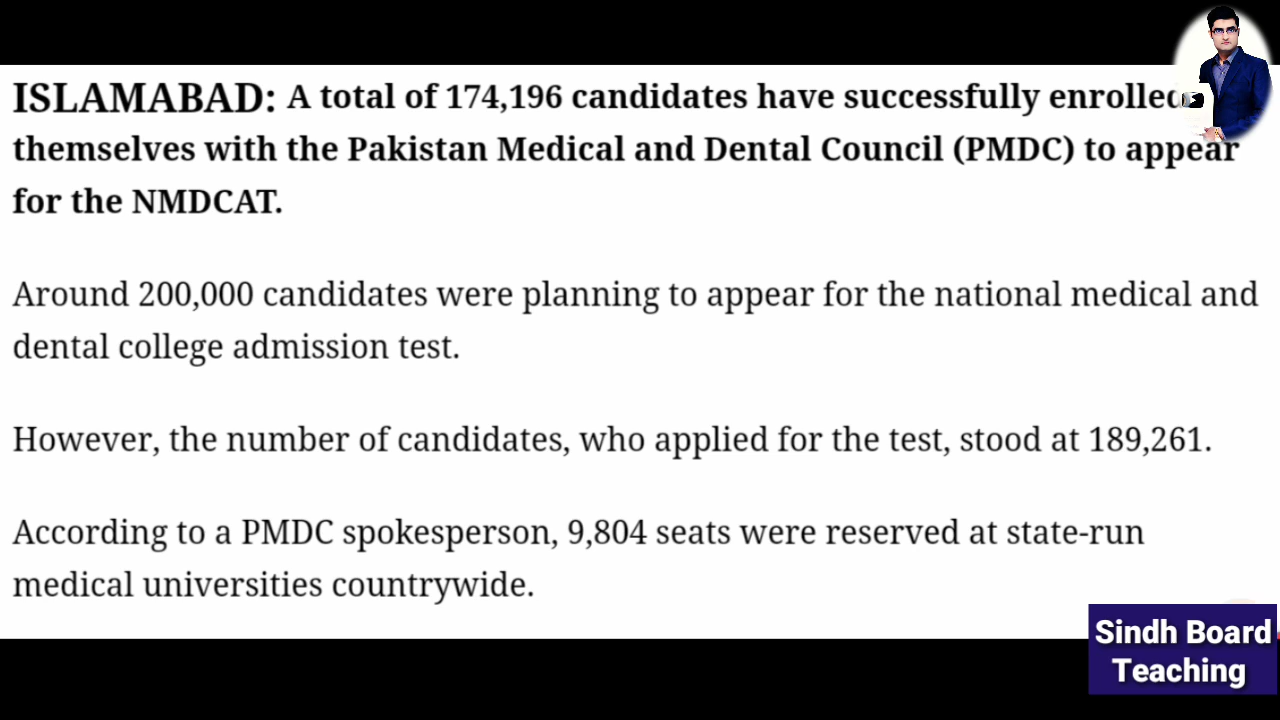 ISLAMABAD: A total of 174,196 candidates have successfully enrolled
themselves with the Pakistan Medical and Dental Council (PMDC) to appear
for the NMDCAT.
Around 200,000 candidates were planning to appear for the national medical and
dental college admission test.
However, the number of candidates, who applied for the test, stood at 189,261.
According to a PMDC spokesperson, 9,804 seats were reserved at state-run
medical universities countrywide.
Sindh Board
Teaching